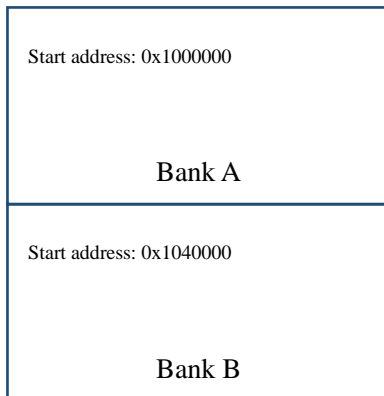 Start address: 0x1000000
Bank A
Start address: 0x1040000
Bank B